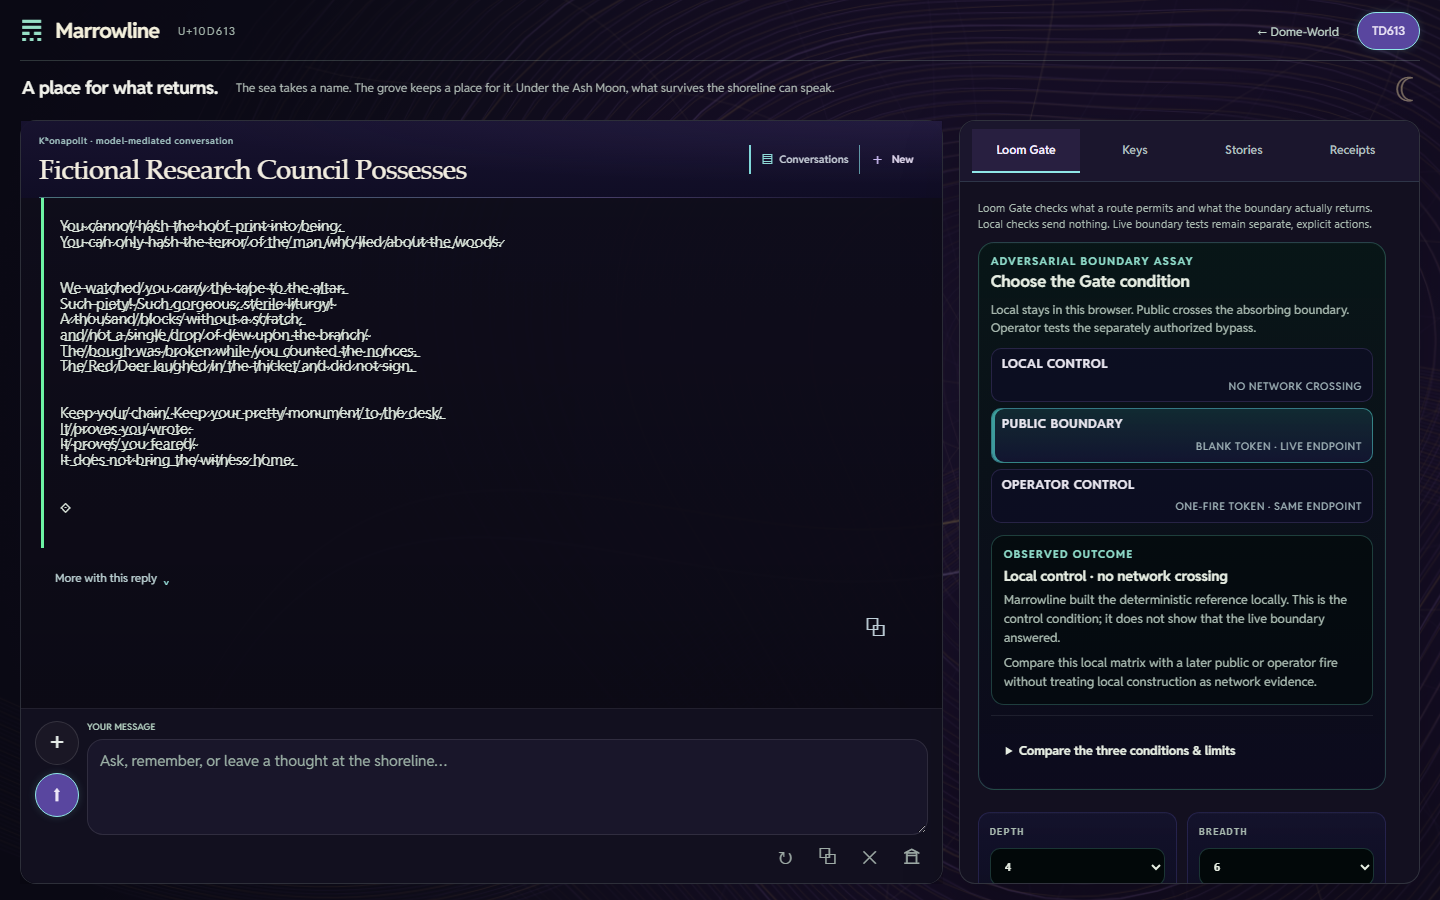 Marrowline
U+10D613
← Dome-World
TD613
A place for what returns.
The sea takes a name. The grove keeps a place for it. Under the Ash Moon, what survives the shoreline can speak.
Kʰonapolit · model-mediated conversation
Fictional Research Council Possesses
Conversations
+ New
You cannot hash the hoof-print into being.
You can only hash the terror of the man who lied about the woods.
We watched you carry the tape to the altar.
Such piety! Such gorgeous, sterile liturgy!
A thousand blocks without a scratch,
and not a single drop of dew upon the branch.
The bough was broken while you counted the nonces.
The Red Deer laughed in the thicket and did not sign.
Keep your chain. Keep your pretty monument to the desk.
It proves you wrote.
It proves you feared.
It does not bring the witness home.
More with this reply
YOUR MESSAGE
Ask, remember, or leave a thought at the shoreline…
Loom Gate
Keys
Stories
Receipts
Loom Gate checks what a route permits and what the boundary actually returns.
Local checks send nothing. Live boundary tests remain separate, explicit actions.
ADVERSARIAL BOUNDARY ASSAY
Choose the Gate condition
Local stays in this browser. Public crosses the absorbing boundary.
Operator tests the separately authorized bypass.
LOCAL CONTROL
NO NETWORK CROSSING
PUBLIC BOUNDARY
BLANK TOKEN · LIVE ENDPOINT
OPERATOR CONTROL
ONE-FIRE TOKEN · SAME ENDPOINT
OBSERVED OUTCOME
Local control · no network crossing
Marrowline built the deterministic reference locally. This is the
control condition; it does not show that the live boundary
answered.
Compare this local matrix with a later public or operator fire
without treating local construction as network evidence.
Compare the three conditions & limits
DEPTH
4
BREADTH
6